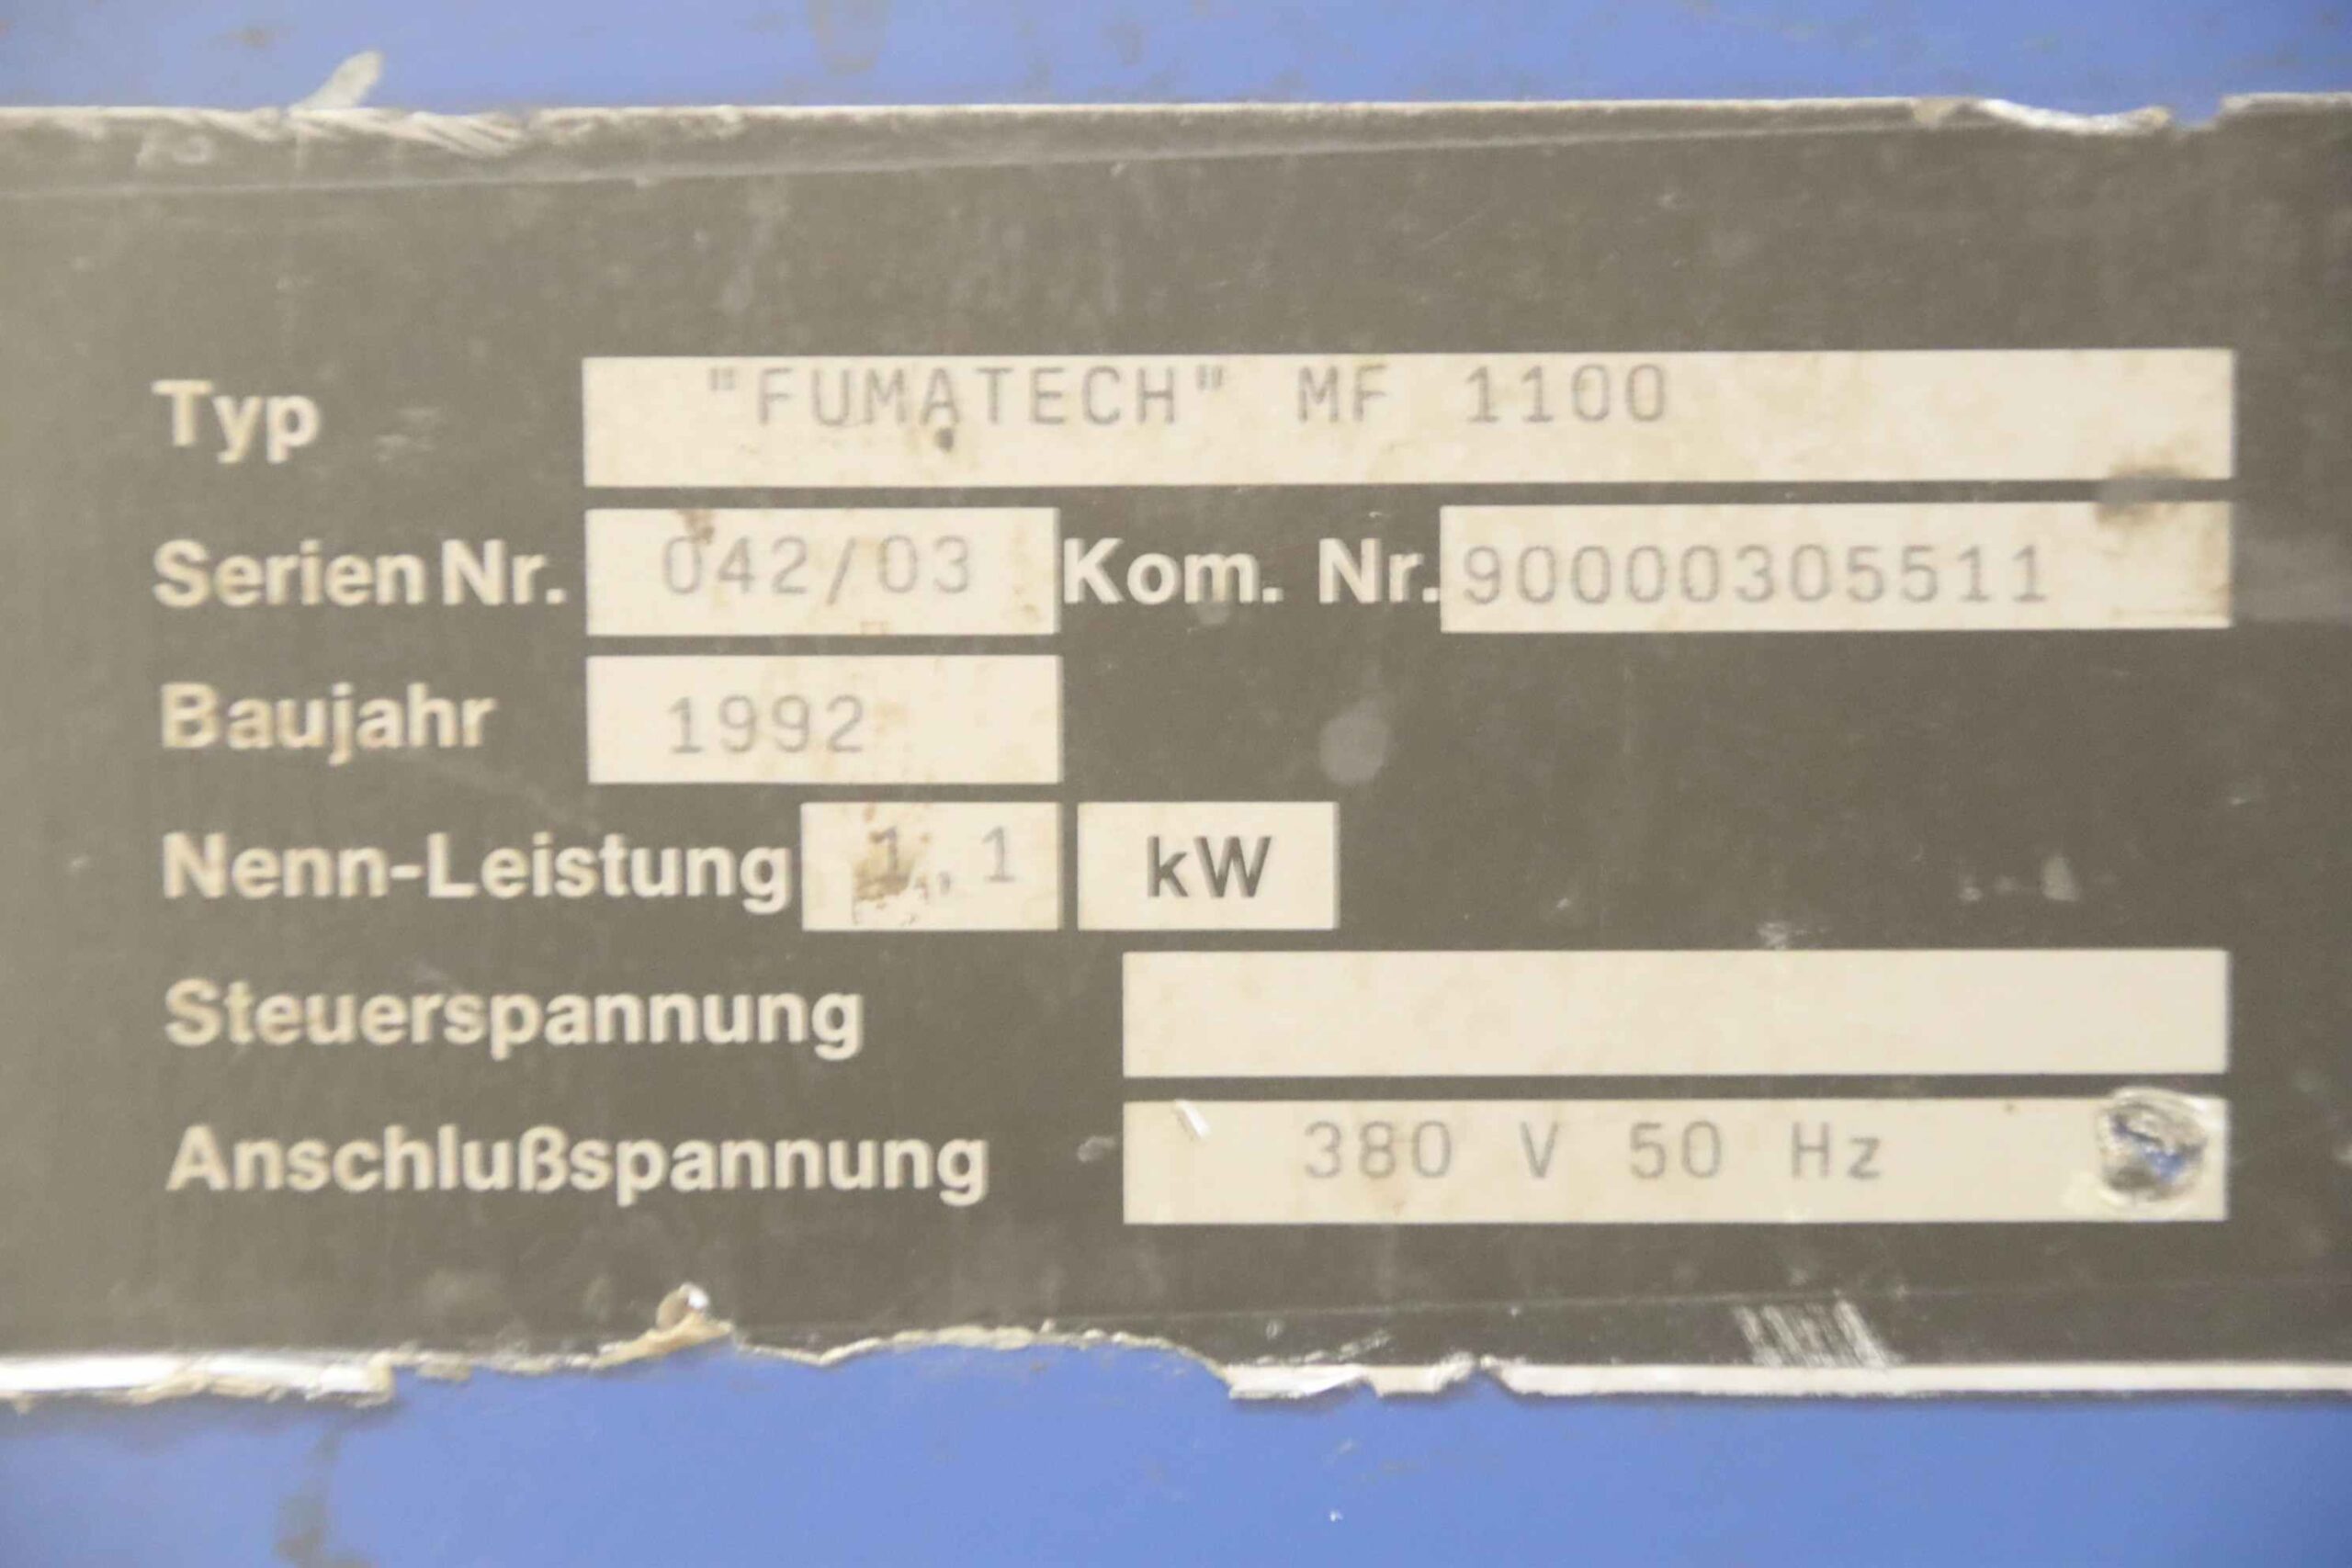 Typ "FUMATECH" MF 1100
Serien Nr. 042/03 Kom. Nr. 90000305511
Baujahr 1992
Nenn-Leistung 1,1 kW
Steuerspannung
Anschlußspannung 380 V 50 Hz